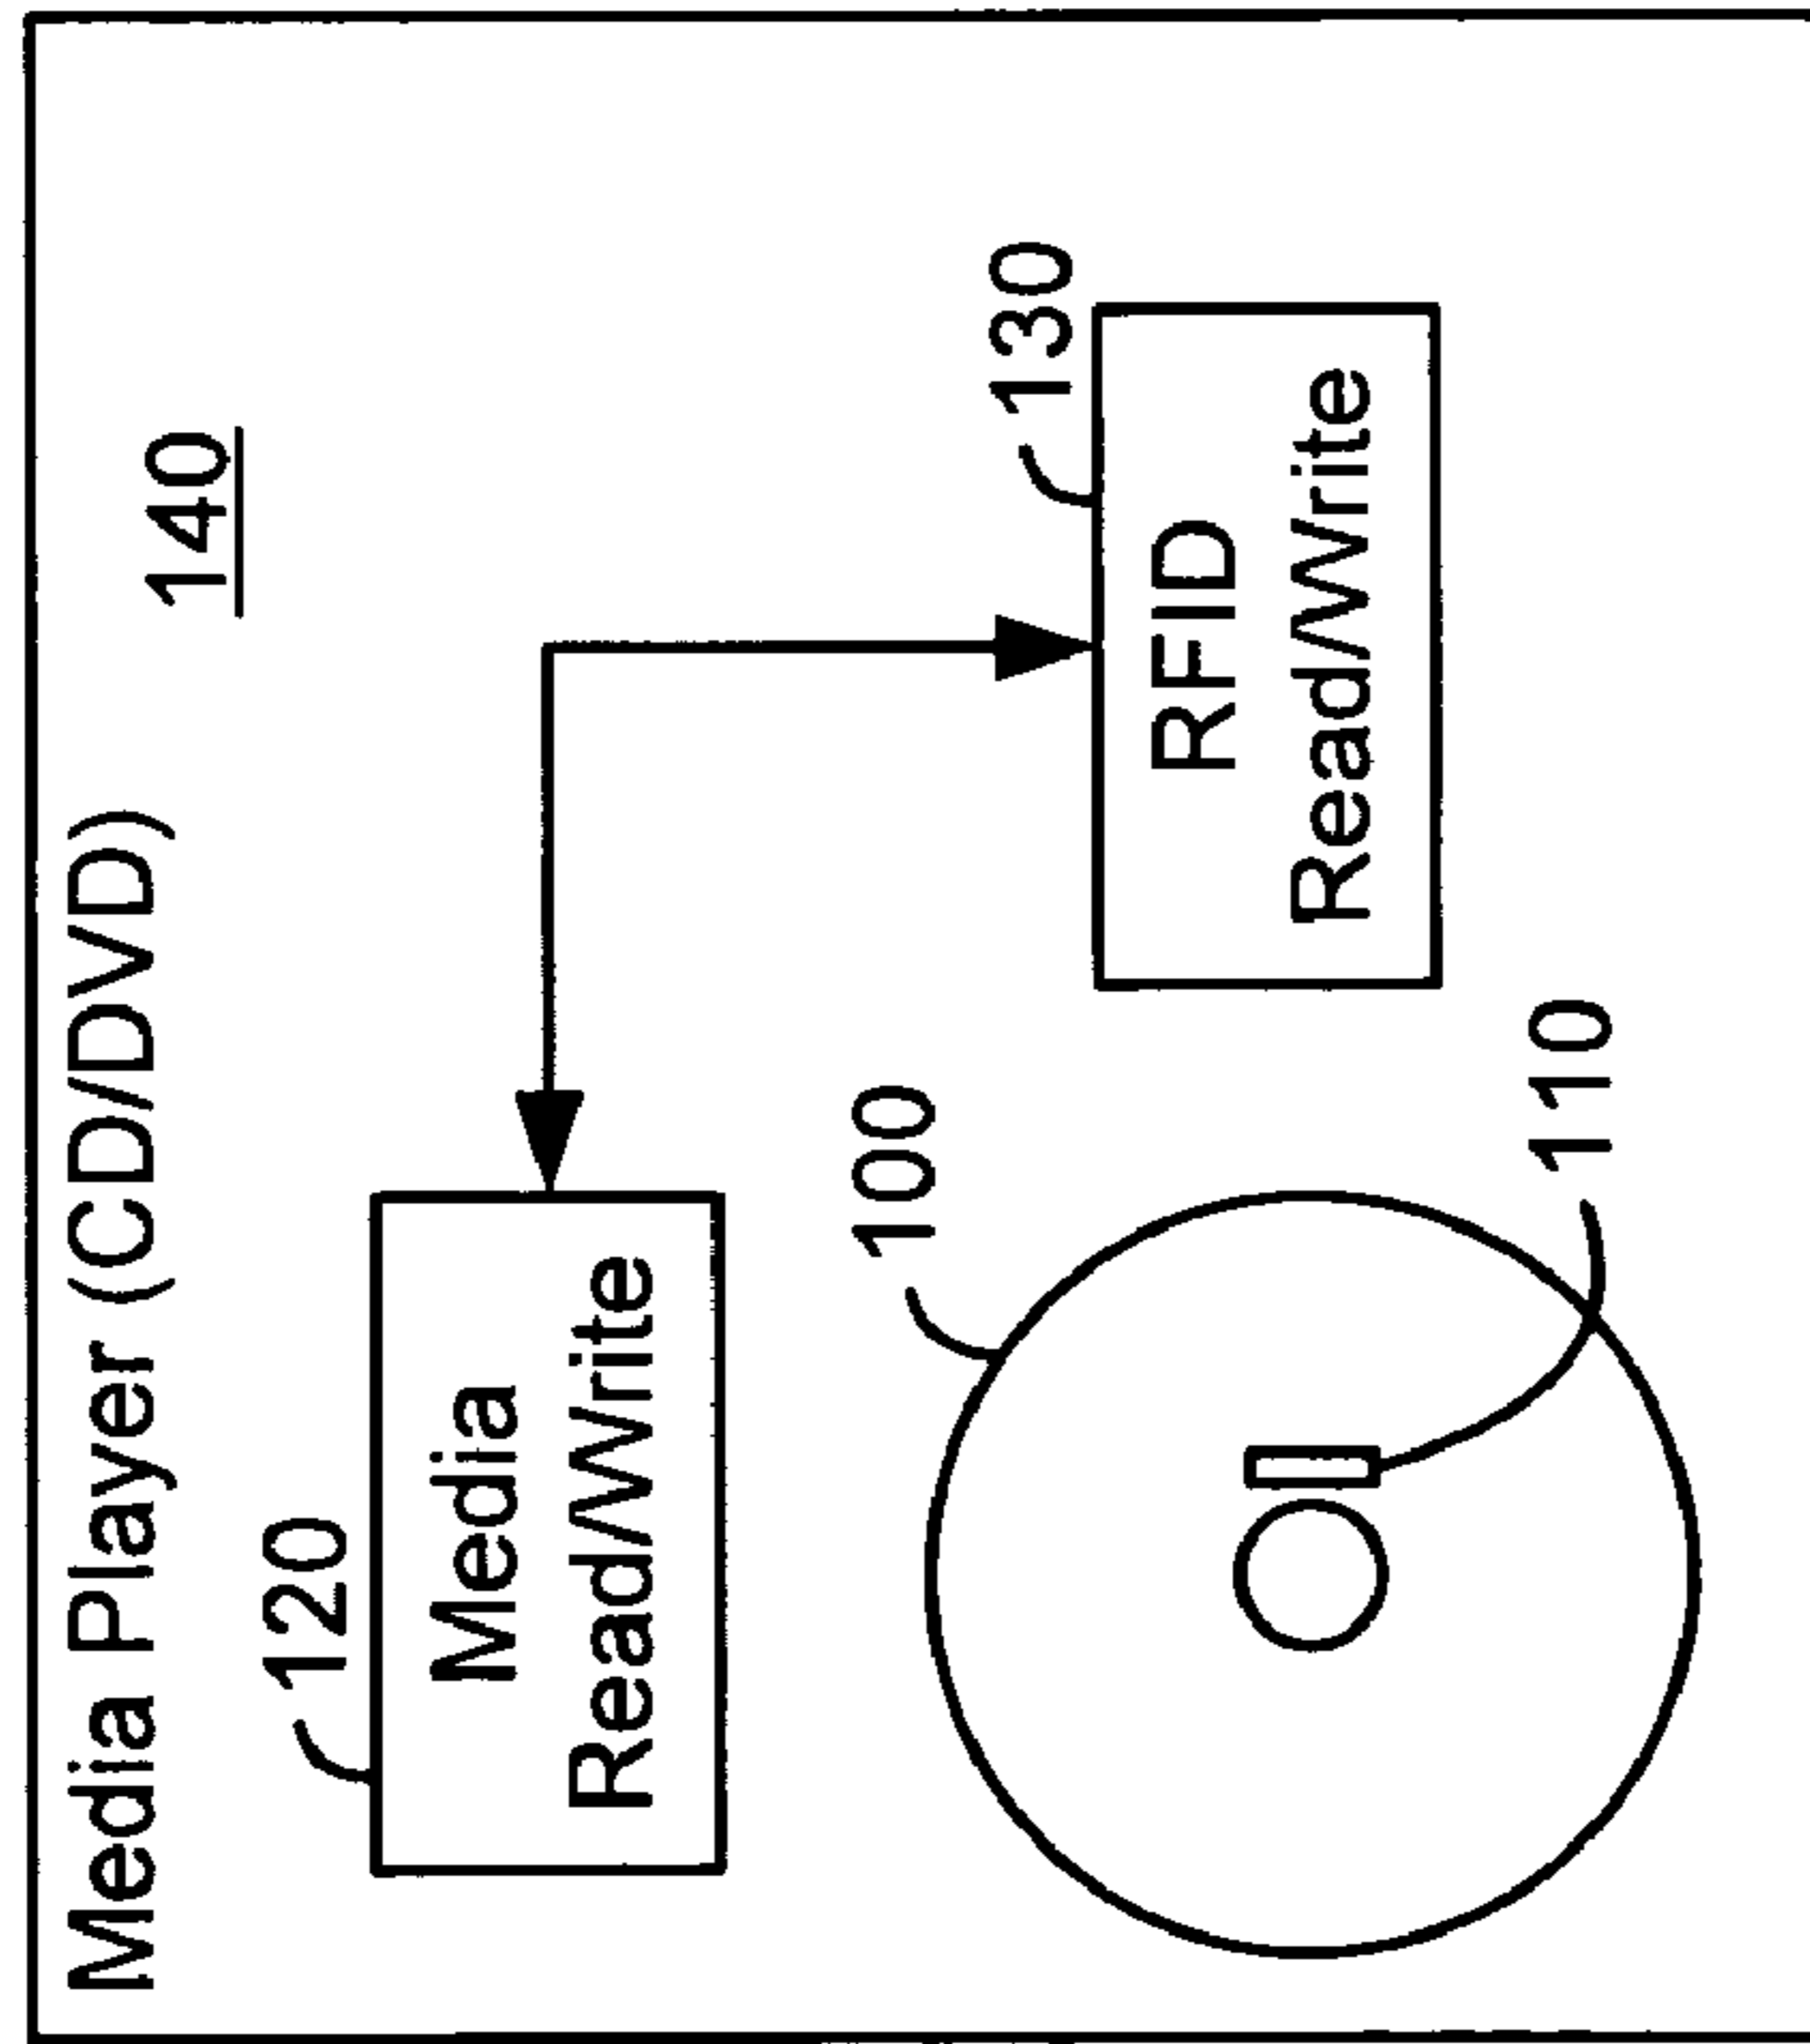 Media Player (CD/DVD)
140
120
Media
Read/Write
130
RFID
Read/Write
100
110